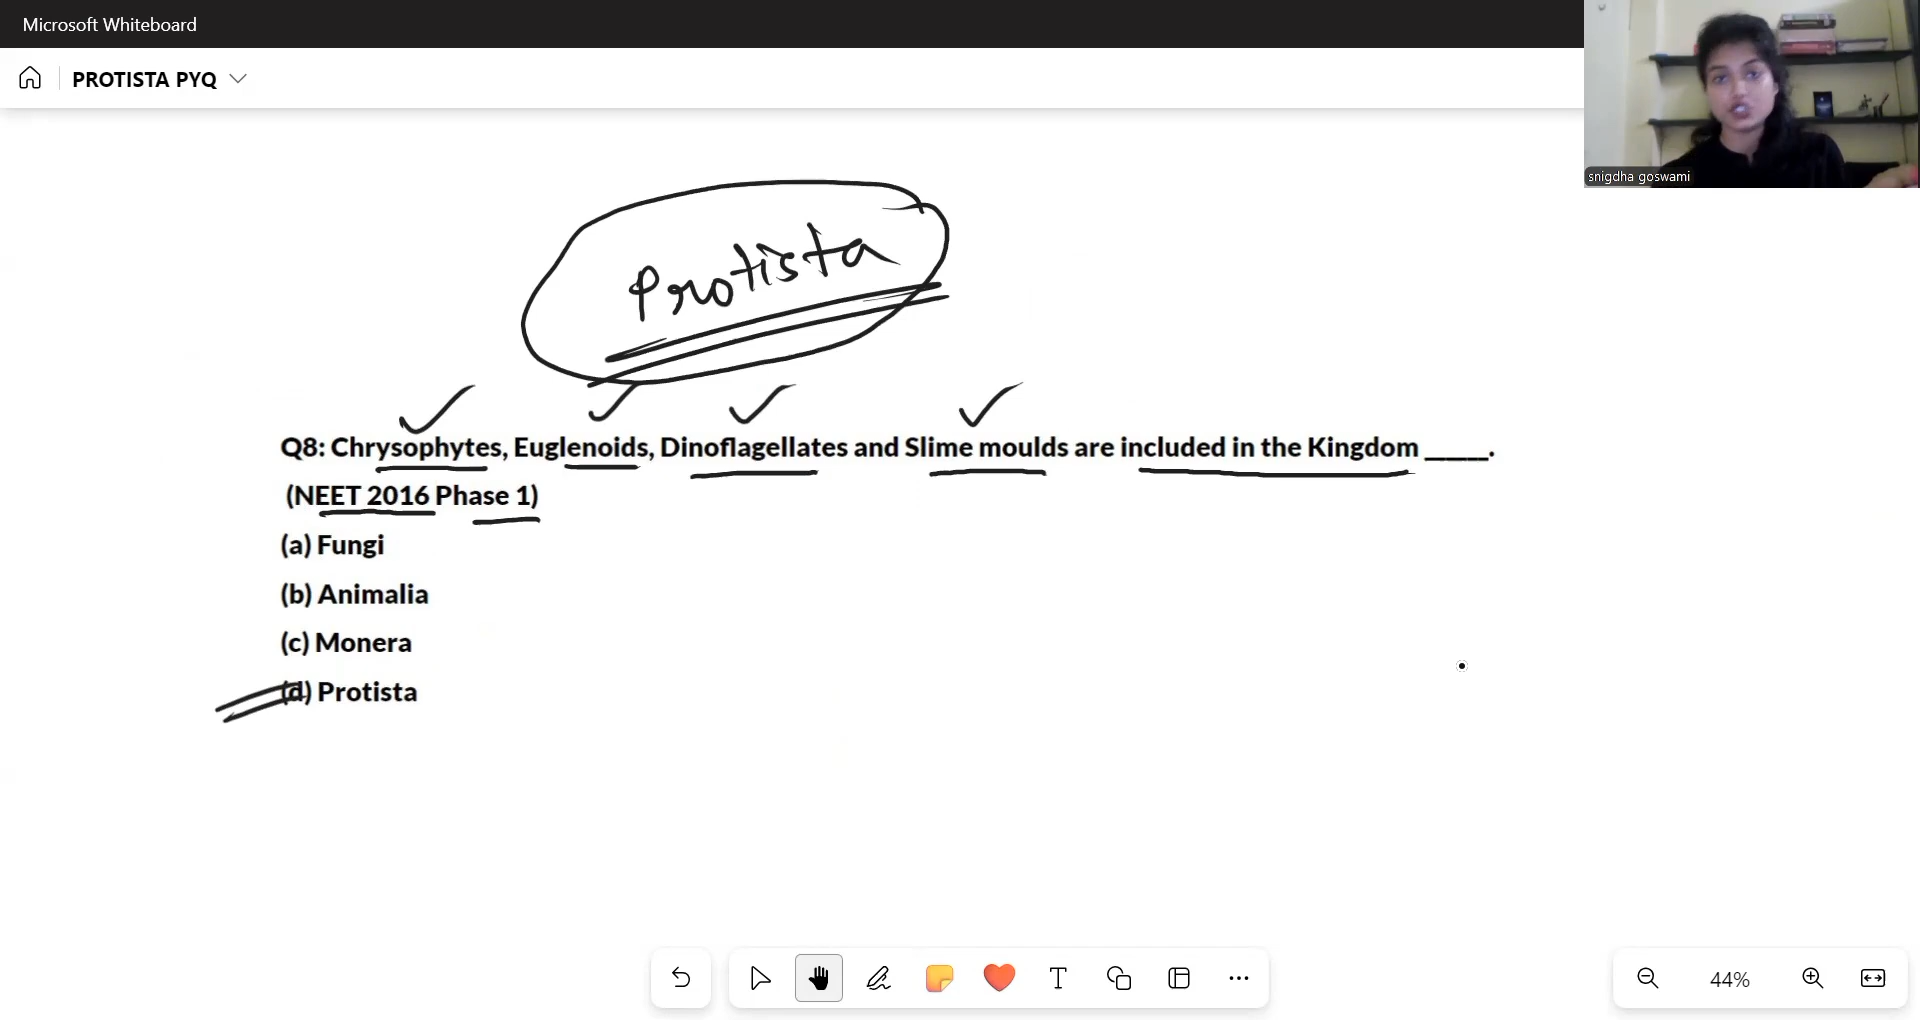 Microsoft Whiteboard
PROTISTA PYQ
snigdha goswami
Protista
Q8: Chrysophytes, Euglenoids, Dinoflagellates and Slime moulds are included in the Kingdom _____.
(NEET 2016 Phase 1)
(a) Fungi
(b) Animalia
(c) Monera
(d) Protista
T
44%